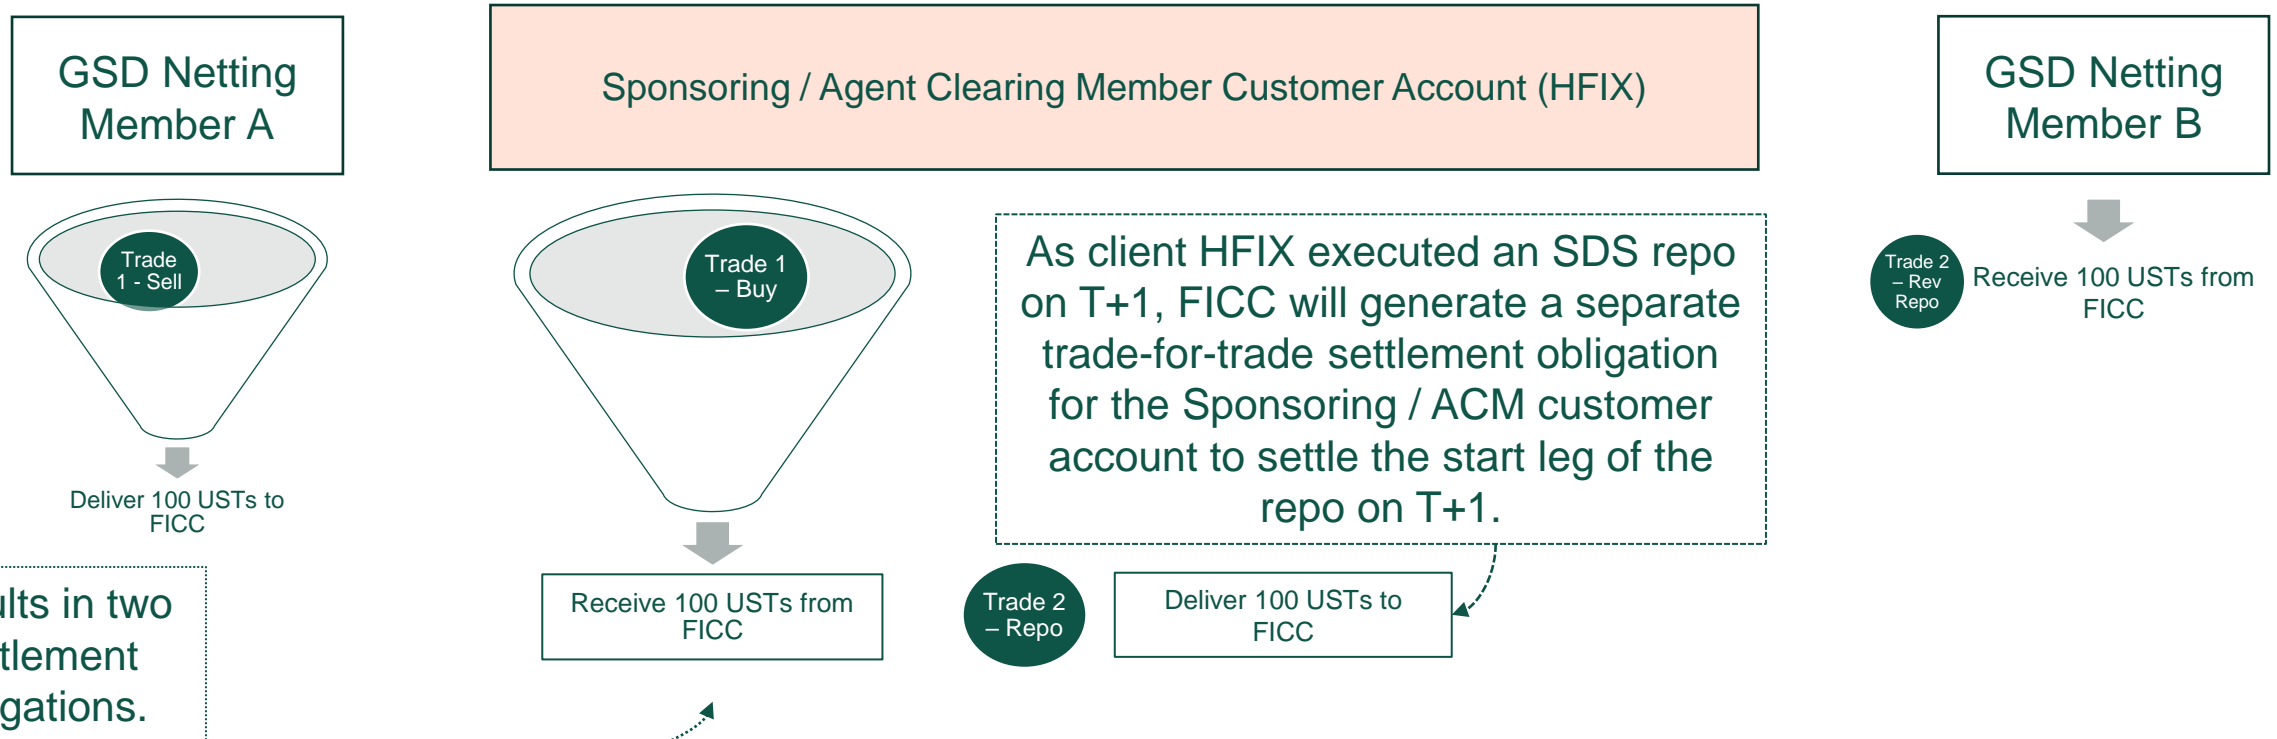 GSD Netting
Member A
Sponsoring / Agent Clearing Member Customer Account (HFIX)
GSD Netting
Member B
Trade
1 - Sell
Deliver 100 USTs to
FICC
Trade 1
– Buy
Receive 100 USTs from
FICC
As client HFIX executed an SDS repo
on T+1, FICC will generate a separate
trade-for-trade settlement obligation
for the Sponsoring / ACM customer
account to settle the start leg of the
repo on T+1.
Trade 2
– Repo
Deliver 100 USTs to
FICC
Trade 2
– Rev
Repo
Receive 100 USTs from
FICC
in two